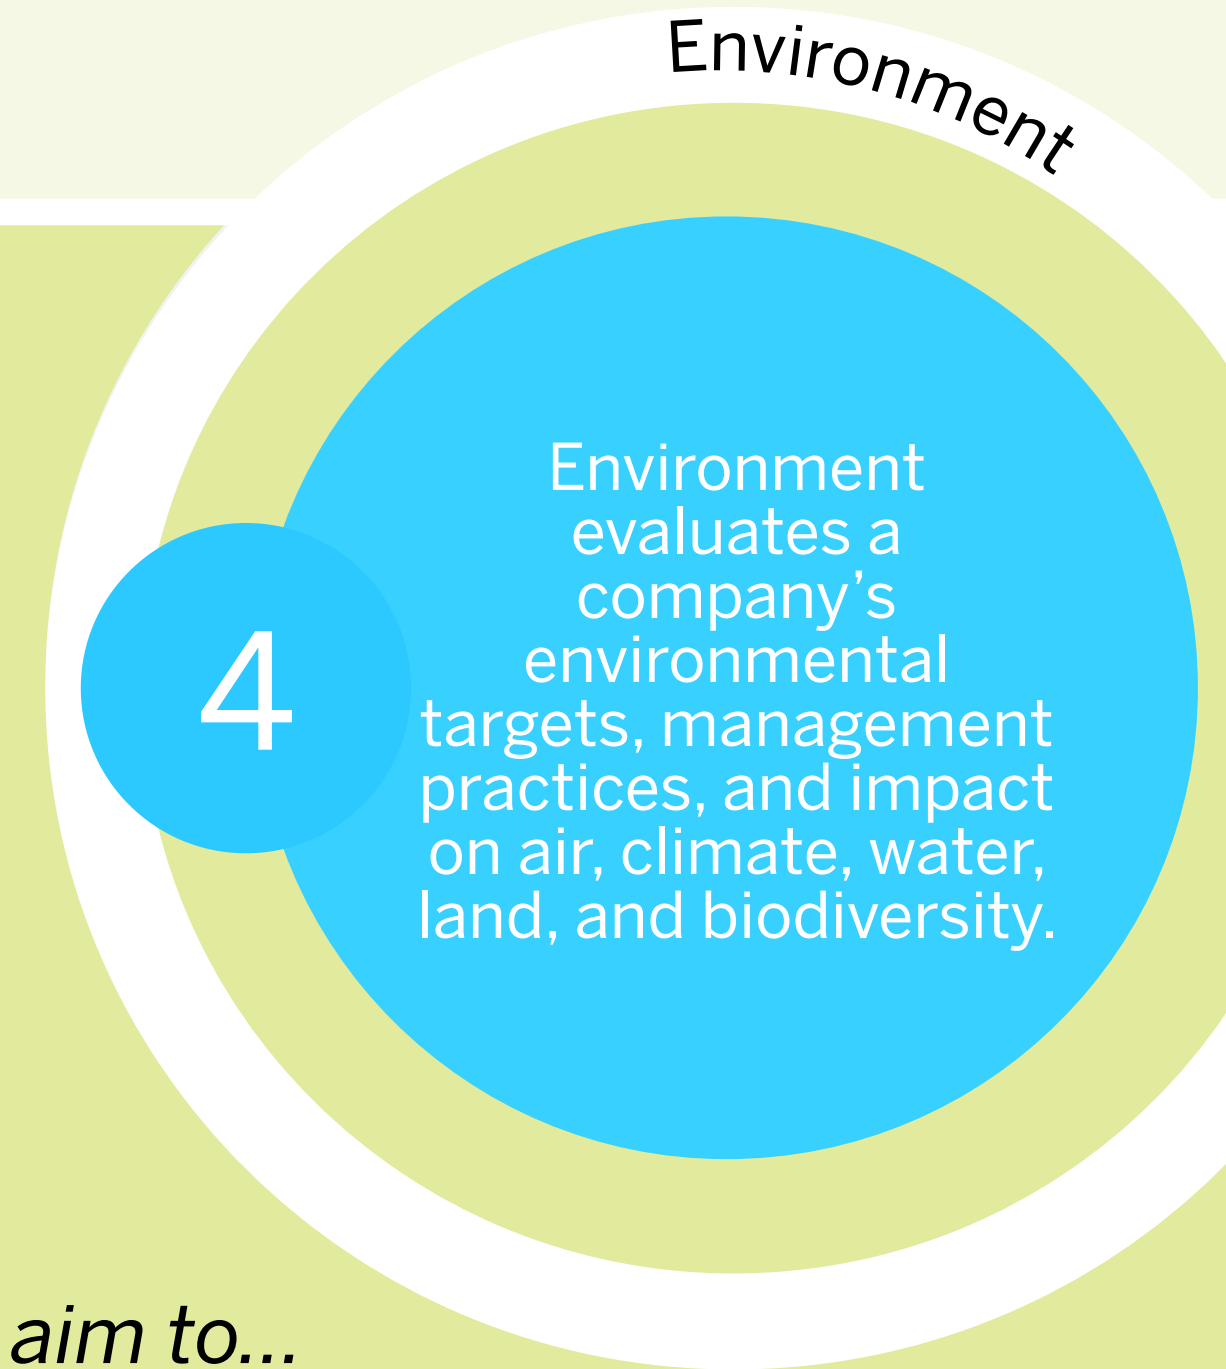 Environment
Environment
evaluates a
company’s
environmental
targets, management
practices, and impact
on air, climate, water,
land, and biodiversity.
4
aim to...